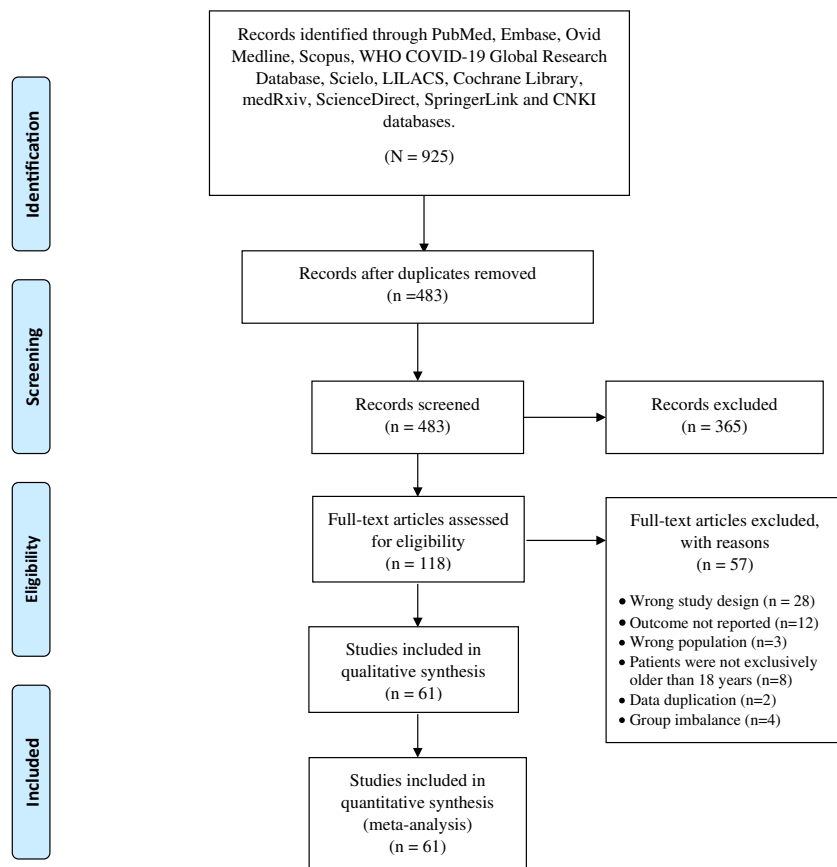 Records identified through PubMed, Embase, Ovid
Medline, Scopus, WHO COVID-19 Global Research
Database, Scielo, LILACS, Cochrane Library,
medRxiv, ScienceDirect, SpringerLink and CNKI
databases.
(N = 925)
Identification
Records after duplicates removed
(n =483)
Screening
Records screened
(n = 483)
Records excluded
(n = 365)
Eligibility
Full-text articles assessed
for eligibility
(n = 118)
Full-text articles excluded,
with reasons
(n = 57)
• Wrong study design (n = 28)
• Outcome not reported (n=12)
• Wrong population (n=3)
• Patients were not exclusively
older than 18 years (n=8)
• Data duplication (n=2)
• Group imbalance (n=4)
Studies included in
qualitative synthesis
(n = 61)
Included
Studies included in
quantitative synthesis
(meta-analysis)
(n = 61)